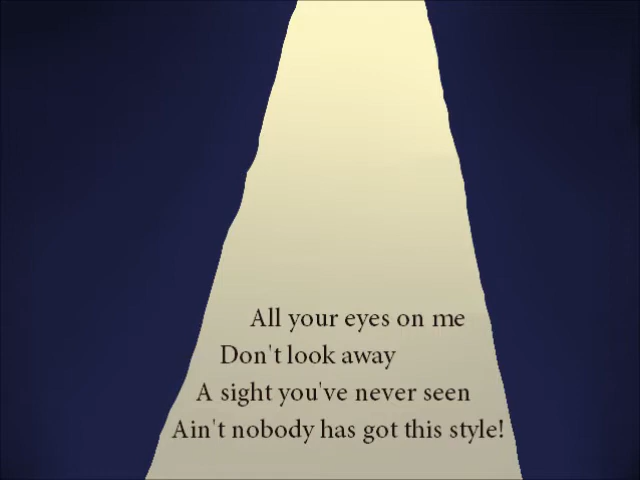 All your eyes on me
Don't look away
A sight you've never seen
Ain't nobody has got this style!